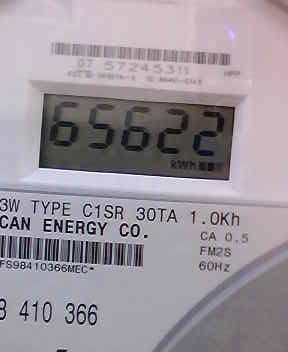 07 57245311
65622
kWh
3W TYPE C1SR 30TA 1.0Kh
CAN ENERGY CO.
CA 0.5
FM2S
60Hz
FS98410366MEC*
8 410 366